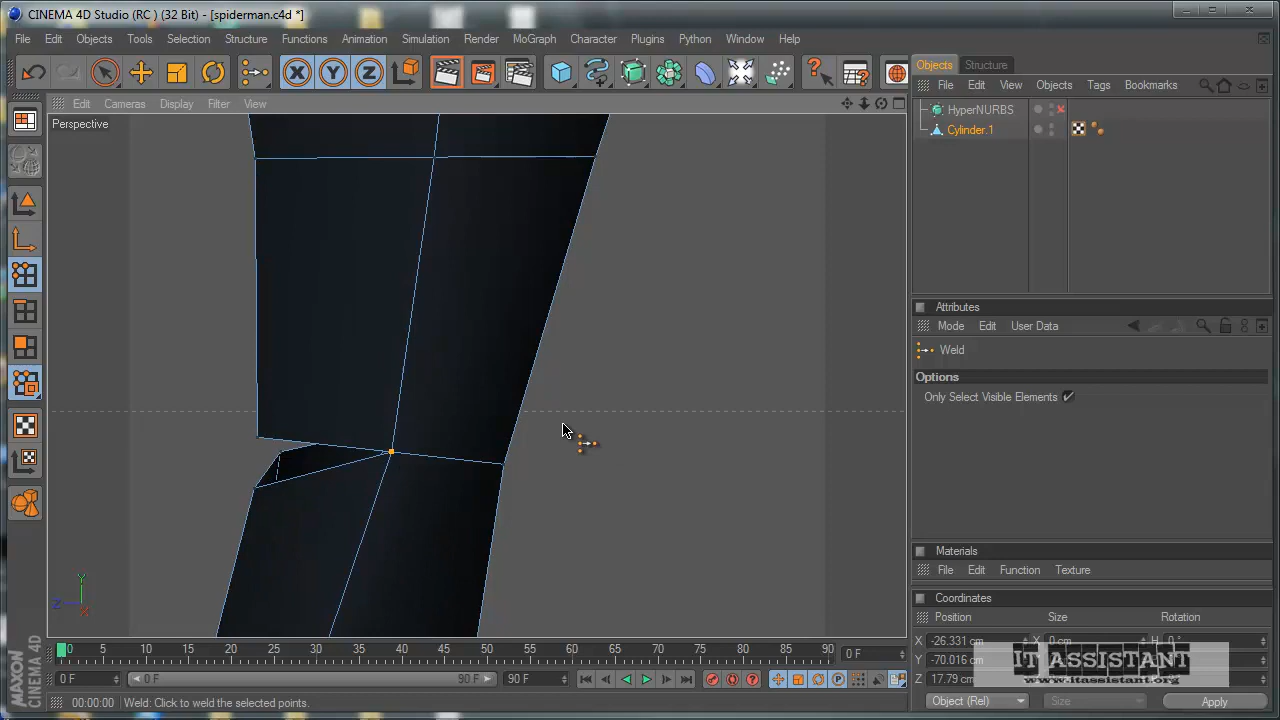 CINEMA 4D Studio (RC ) (32 Bit) - [spiderman.c4d *]
File Edit Objects Tools Selection Structure Functions Animation Simulation Render MoGraph Character Plugins Python Window Help
Objects Structure
File Edit View Objects Tags Bookmarks
Edit Cameras Display Filter View
Perspective
HyperNURBS
Cylinder.1
Attributes
Mode Edit User Data
Weld
Options
Only Select Visible Elements
Materials
File Edit Function Texture
Coordinates
Position Size Rotation
X -26.331 cm X 0 cm H 0 °
Y -70.016 cm
Z 17.79 cm
Object (Rel) Size Apply
Y
Z
X
0 5 10 15 20 25 30 35 40 45 50 55 60 65 70 75 80 85 90 0 F
0 F 0 F 90 F 90 F
00:00:00 Weld: Click to weld the selected points.
MAXON
CINEMA 4D
IT ASSISTANT
www.itassistant.org